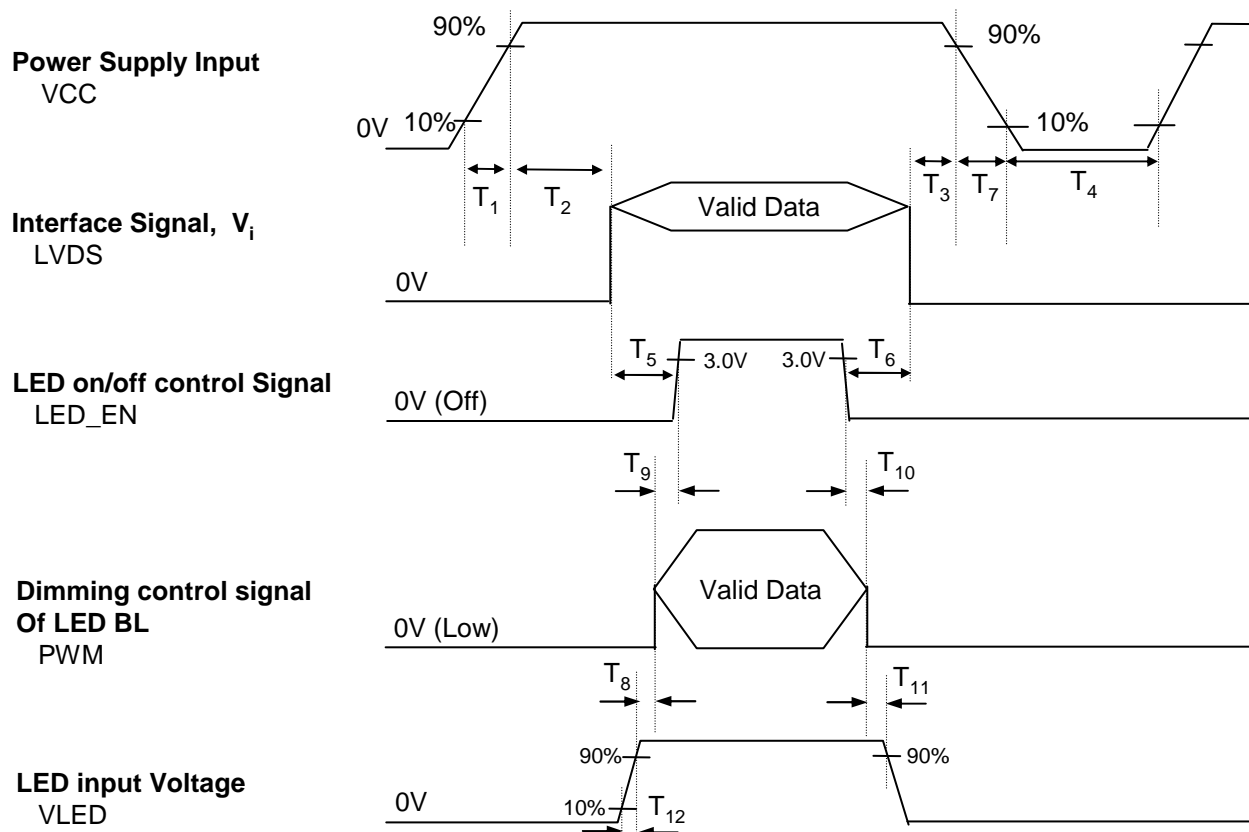 90%
90%
Power Supply Input
VCC
0V
10%
10%
T1
T2
T3
T7
T4
Valid Data
Interface Signal, Vi
LVDS
0V
T5
3.0V
3.0V
T6
LED on/off control Signal
LED_EN
0V (Off)
T9
T10
Dimming control signal
Of LED BL
PWM
Valid Data
0V (Low)
T8
T11
90%
90%
LED input Voltage
VLED
0V
10%
T12